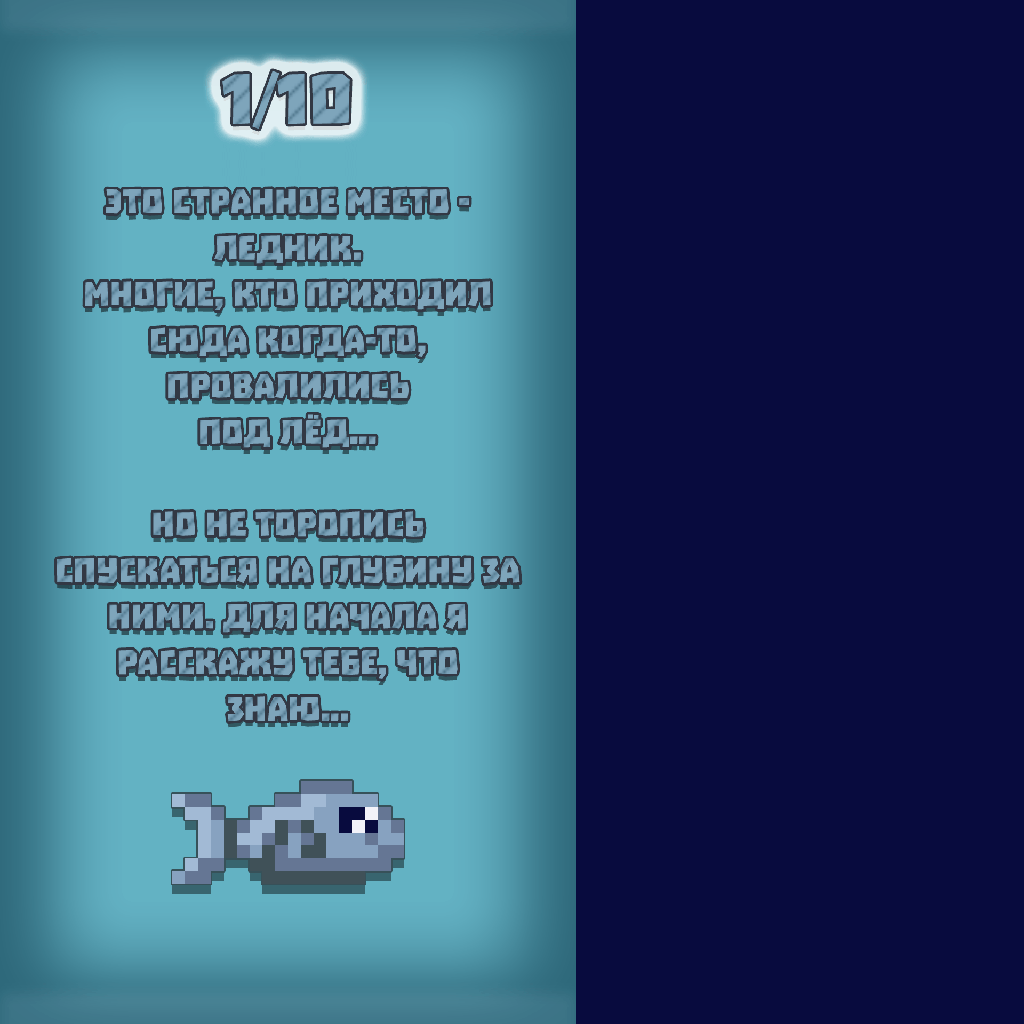 1/10
ЭТО СТРАННОЕ МЕСТО -
ЛЕДНИК.
МНОГИЕ, КТО ПРИХОДИЛ
СЮДА КОГДА-ТО,
ПРОВАЛИЛИСЬ
ПОД ЛЁД...
НО НЕ ТОРОПИСЬ
СПУСКАТЬСЯ НА ГЛУБИНУ ЗА
НИМИ. ДЛЯ НАЧАЛА Я
РАССКАЖУ ТЕБЕ, ЧТО
ЗНАЮ...